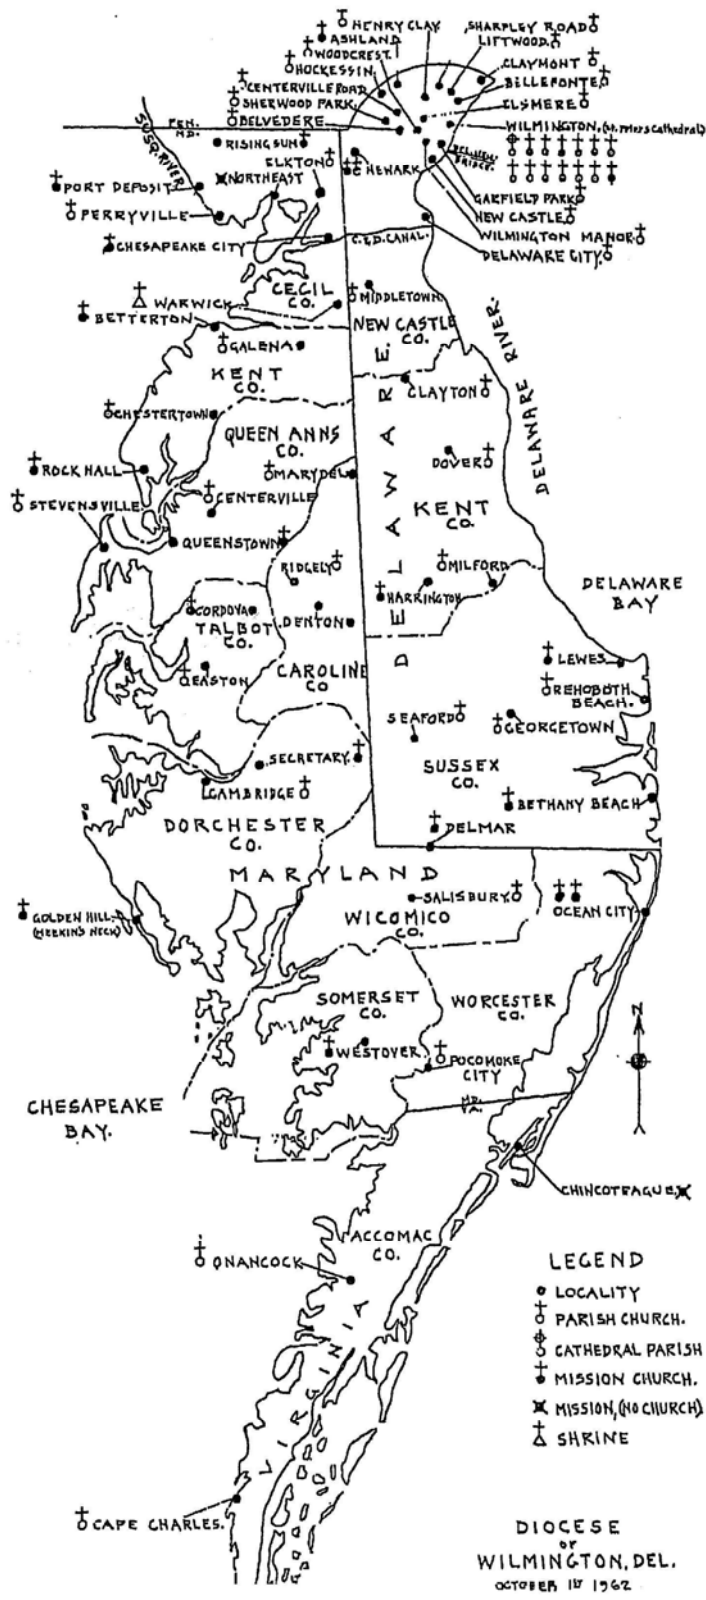 HENRY CLAY.
SHARPLEY ROAD
ASHLAND
LITTWOOD.
WOODCREST.
CLAYMONT
HOCKESSIN
BELLEFONTE.
CENTERVILLE ROAD
ELSMERE
SHERWOOD PARK.
BELVEDERE
WILMINGTON.
PEN.
MD.
SUSQ. RIVER
RISING SUN
ELKTON
NEWARK
BRIDGE.
NORTHEAST
PORT DEPOSIT
GARFIELD PARK
PERRYVILLE
NEW CASTLE
WILMINGTON MANOR.
CHESAPEAKE CITY
C.&D. CANAL.
DELAWARE CITY.
CECIL
CO.
MIDDLETOWN.
WARWICK
BETTERTON
NEW CASTLE
CO.
GALENA
KENT
CO.
CLAYTON
DELAWARE RIVER.
CHESTERTOWN
QUEEN ANNS
CO.
DOVER
ROCK HALL
MARYDEL
DELAWARE
CENTERVILLE
KENT
CO.
STEVENSVILLE
QUEENSTOWN
RIDGELY
MILFORD.
DELAWARE
BAY
HARRINGTON
CORDOVA
TALBOT
CO.
DENTON
LEWES
EASTON
CAROLINE
CO
REHOBOTH
BEACH.
SEAFORD
GEORGETOWN
SECRETARY.
SUSSEX
CO.
CAMBRIDGE
BETHANY BEACH
DORCHESTER
CO.
DELMAR
MARYLAND
SALISBURY.
OCEAN CITY
GOLDEN HILL.
(MEEKIN'S NECK)
WICOMICO
CO.
SOMERSET
CO.
WORCESTER
CO.
N
WESTOVER.
POCOMOKE
CITY
CHESAPEAKE
BAY.
MD.
VA.
CHINCOTEAGUE.
ACCOMAC
CO.
ONANCOCK
VIRGINIA
LEGEND
LOCALITY
PARISH CHURCH.
CATHEDRAL PARISH
MISSION CHURCH.
MISSION, (NO CHURCH)
SHRINE
CAPE CHARLES.
DIOCESE
OF
WILMINGTON, DEL.
OCTOBER 1st 1962